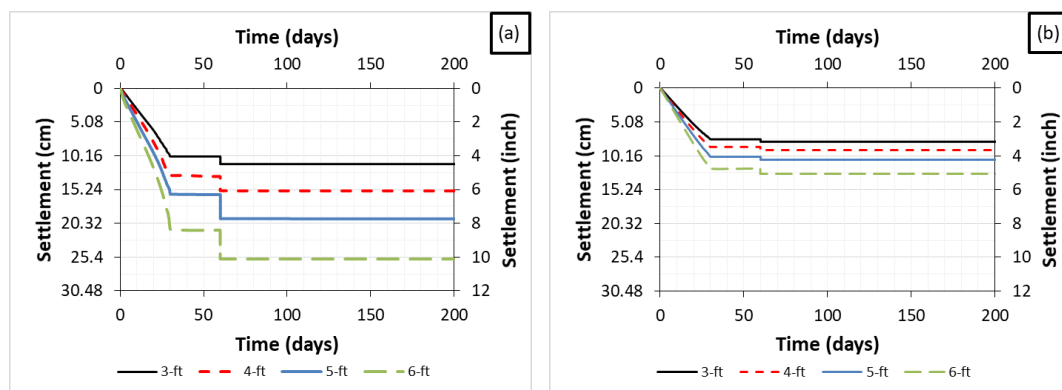 (a)
Time (days)
0 50 100 150 200
0 0
5.08 2
10.16 4
15.24 6
20.32 8
25.4 10
30.48 12
Settlement (cm)
Settlement (inch)
0 50 100 150 200
Time (days)
3-ft 4-ft 5-ft 6-ft
(b)
Time (days)
0 50 100 150 200
0 0
5.08 2
10.16 4
15.24 6
20.32 8
25.4 10
30.48 12
Settlement (cm)
Settlement (inch)
0 50 100 150 200
Time (days)
3-ft 4-ft 5-ft 6-ft